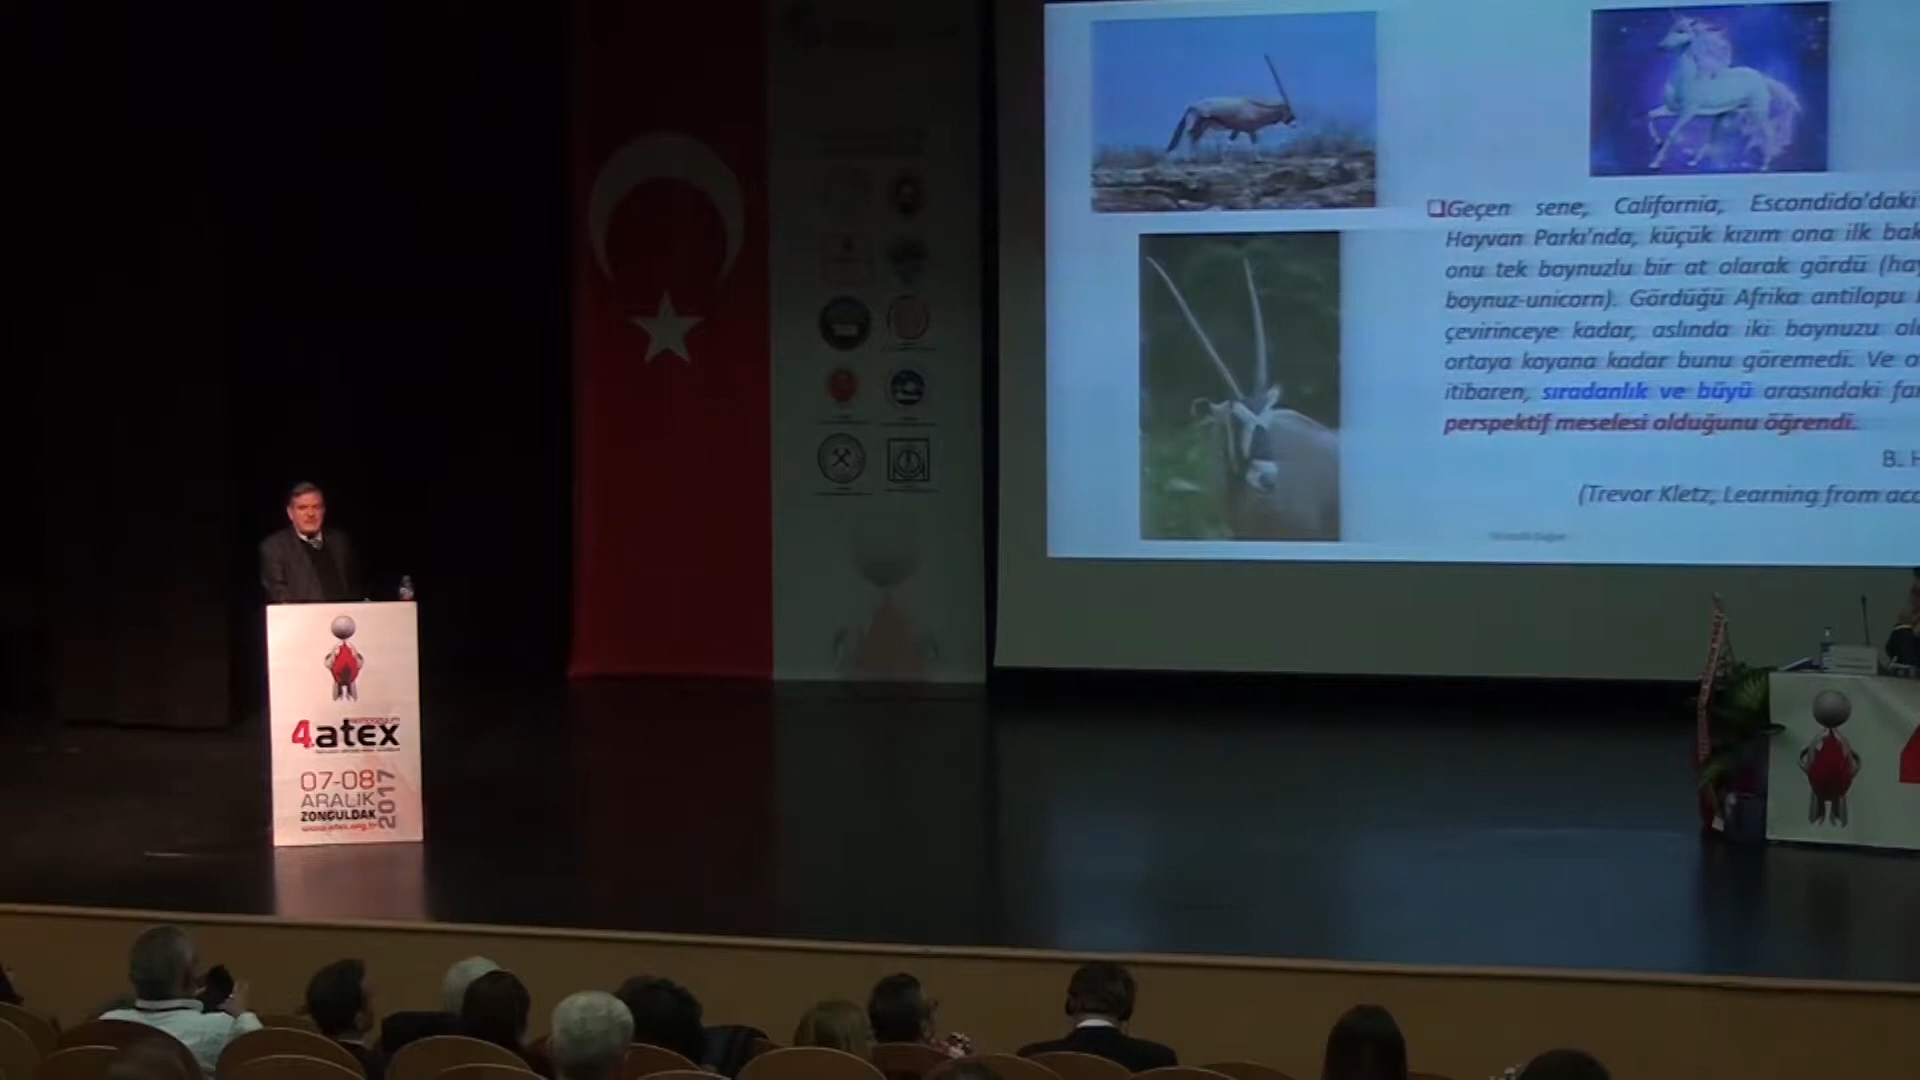 ❑Geçen sene, California, Escondido'daki
Hayvan Parkı'nda, küçük kızım ona ilk bak
onu tek boynuzlu bir at olarak gördü (hay
boynuz-unicorn). Gördüğü Afrika antilopu
çevirinceye kadar, aslında iki boynuzu ola
ortaya koyana kadar bunu göremedi. Ve a
itibaren, sıradanlık ve büyü arasındaki far
perspektif meselesi olduğunu öğrendi.
B. H
(Trevor Kletz, Learning from acc
4.atex
07-08
ARALIK
ZONGULDAK
2017
www.atex.org.tr